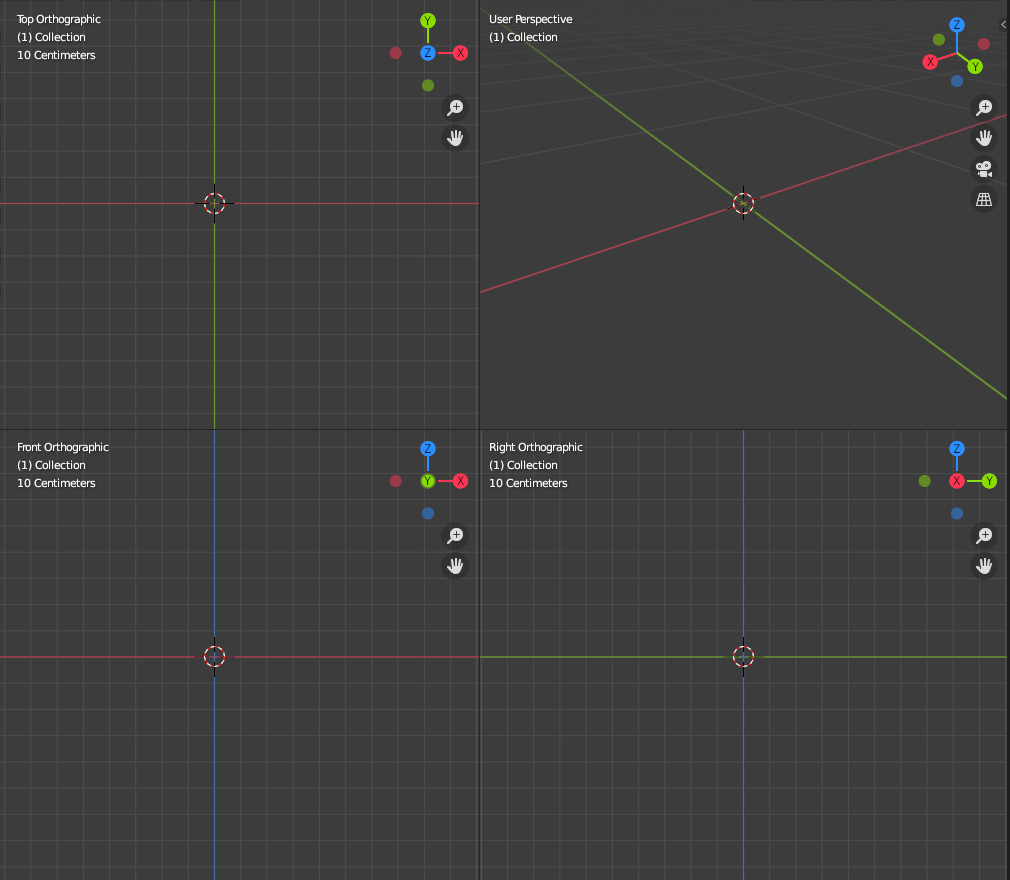 Top Orthographic
(1) Collection
10 Centimeters
Y
Z
X
User Perspective
(1) Collection
Z
X
Y
Front Orthographic
(1) Collection
10 Centimeters
Z
Y
X
Right Orthographic
(1) Collection
10 Centimeters
Z
X
Y